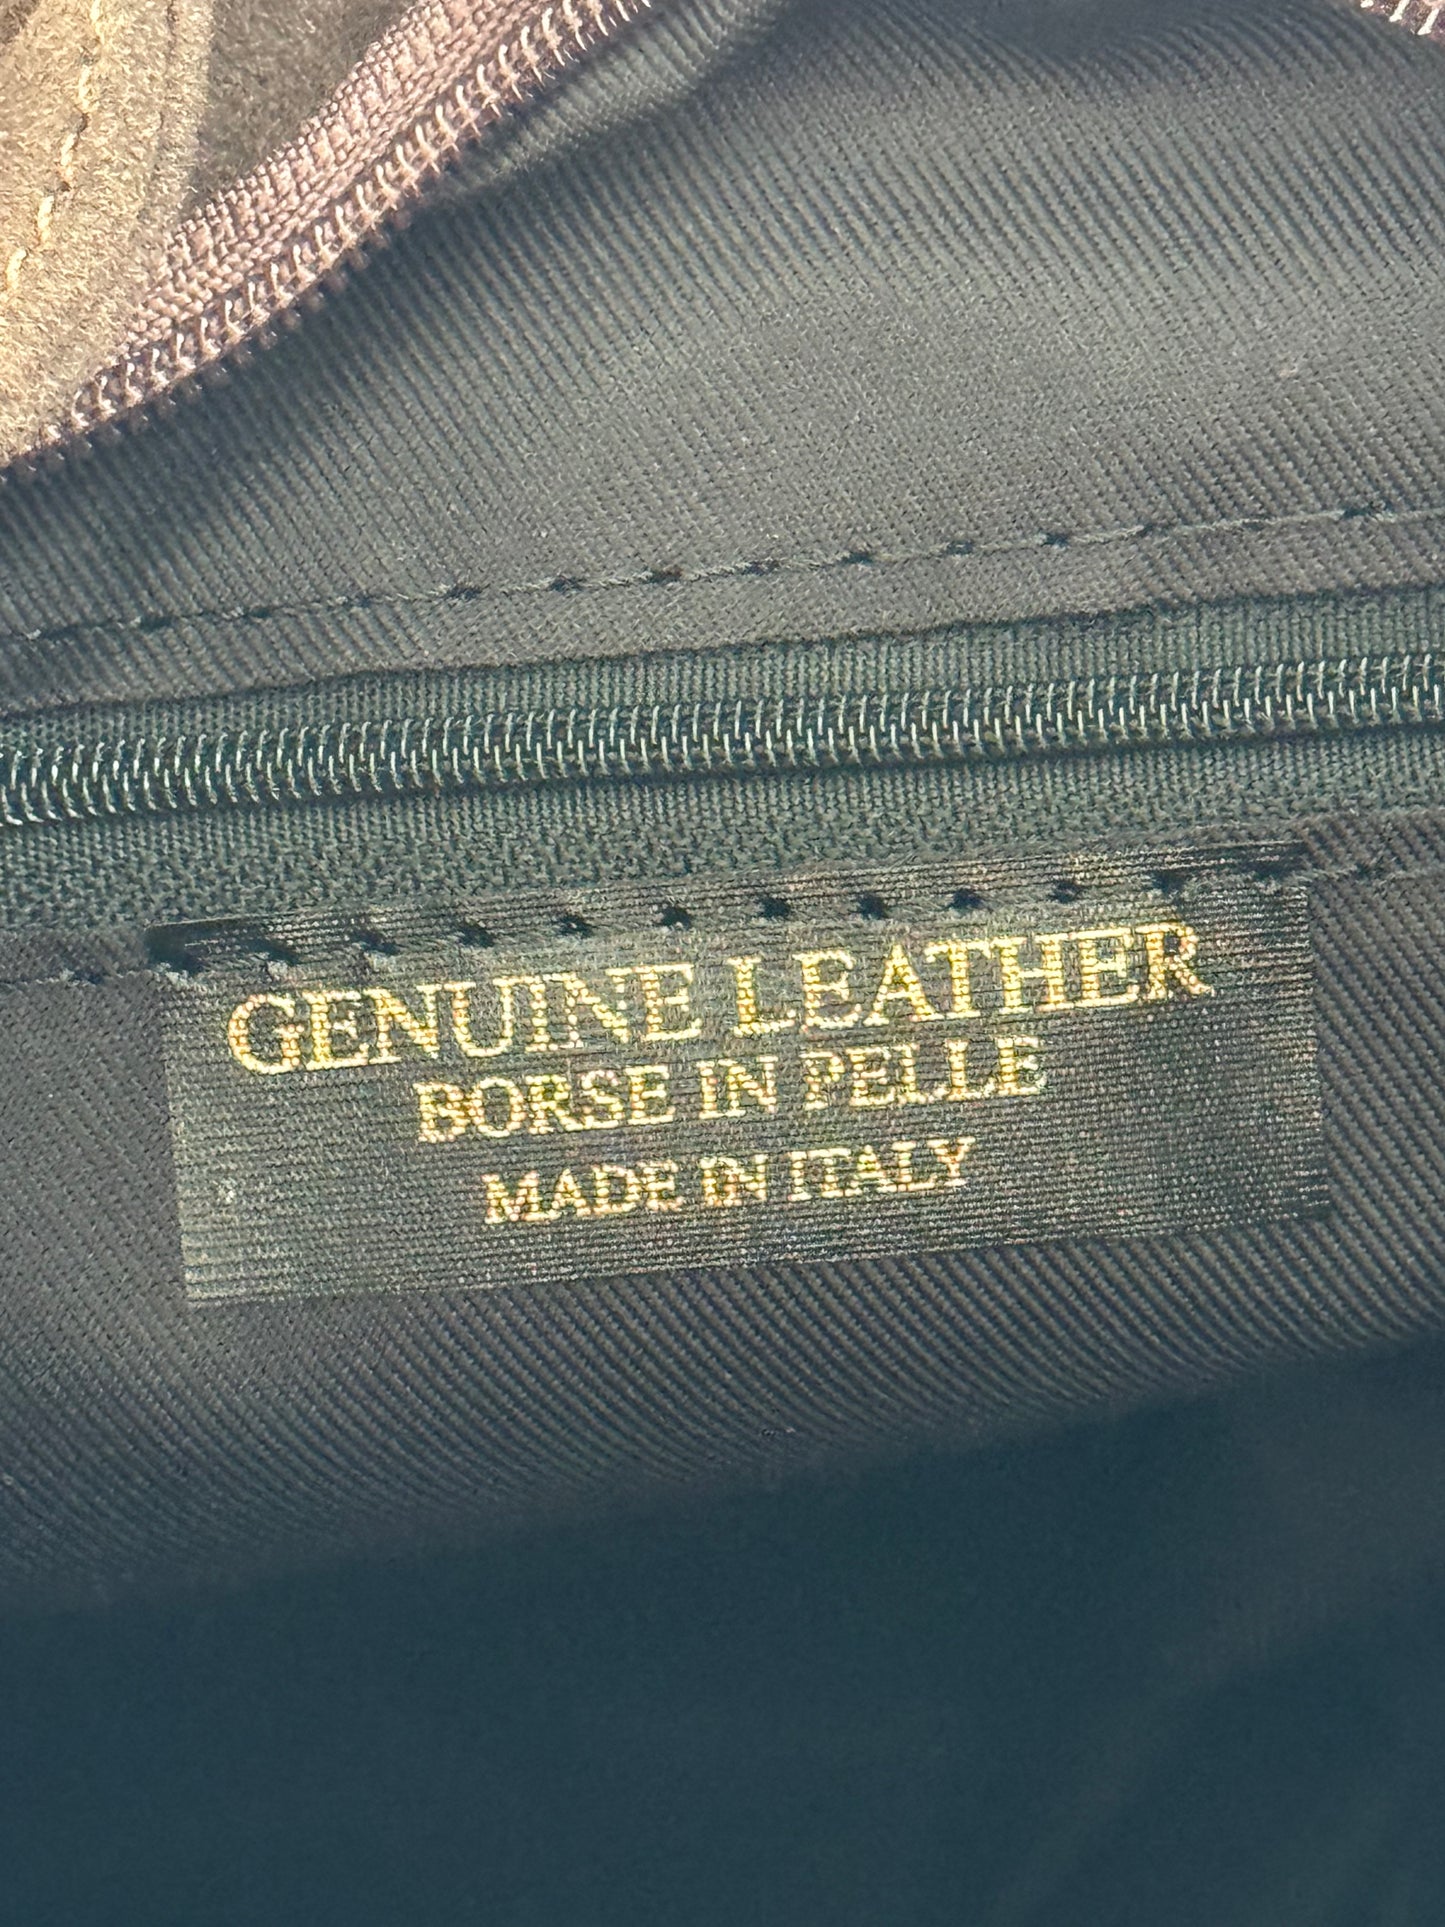 GENUINE LEATHER
BORSE IN PELLE
MADE IN ITALY